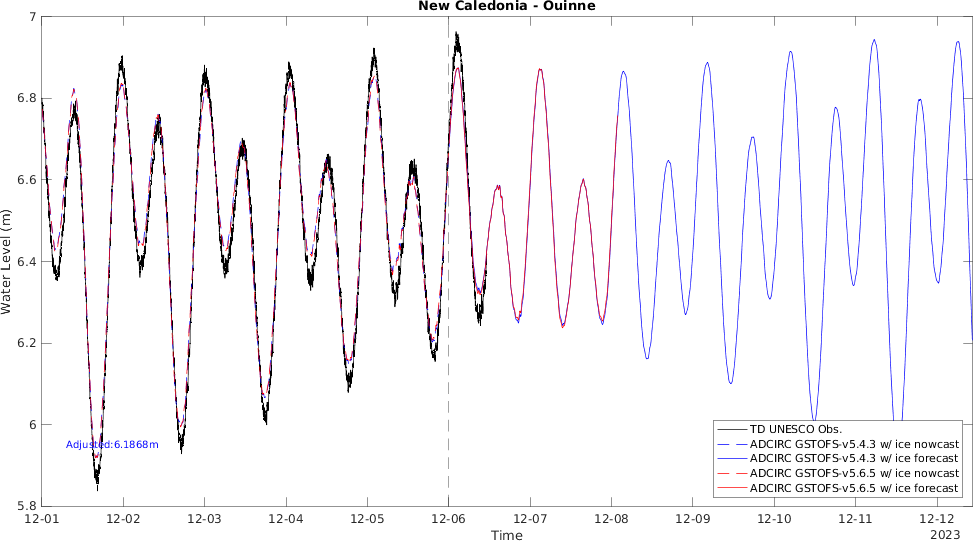 New Caledonia - Ouinne
Water Level (m)
7
6.8
6.6
6.4
6.2
6
5.8
Adjusted:6.1868m
TD UNESCO Obs.
ADCIRC GSTOFS-v5.4.3 w/ ice nowcast
ADCIRC GSTOFS-v5.4.3 w/ ice forecast
ADCIRC GSTOFS-v5.6.5 w/ ice nowcast
ADCIRC GSTOFS-v5.6.5 w/ ice forecast
12-01 12-02 12-03 12-04 12-05 12-06 12-07 12-08 12-09 12-10 12-11 12-12
Time
2023